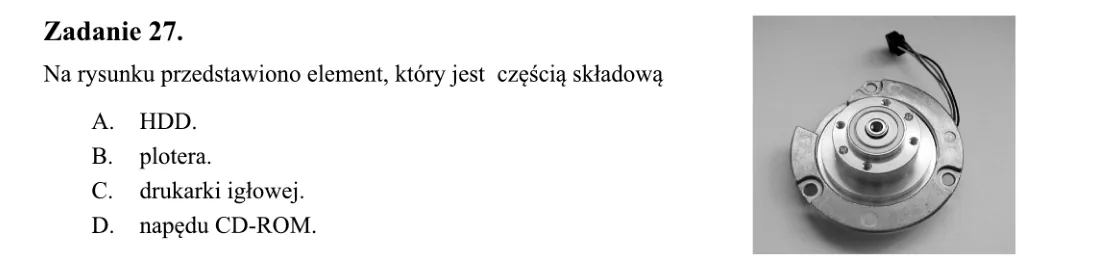 Zadanie 27.
Na rysunku przedstawiono element, który jest częścią składową
A. HDD.
B. plotera.
C. drukarki igłowej.
D. napędu CD-ROM.